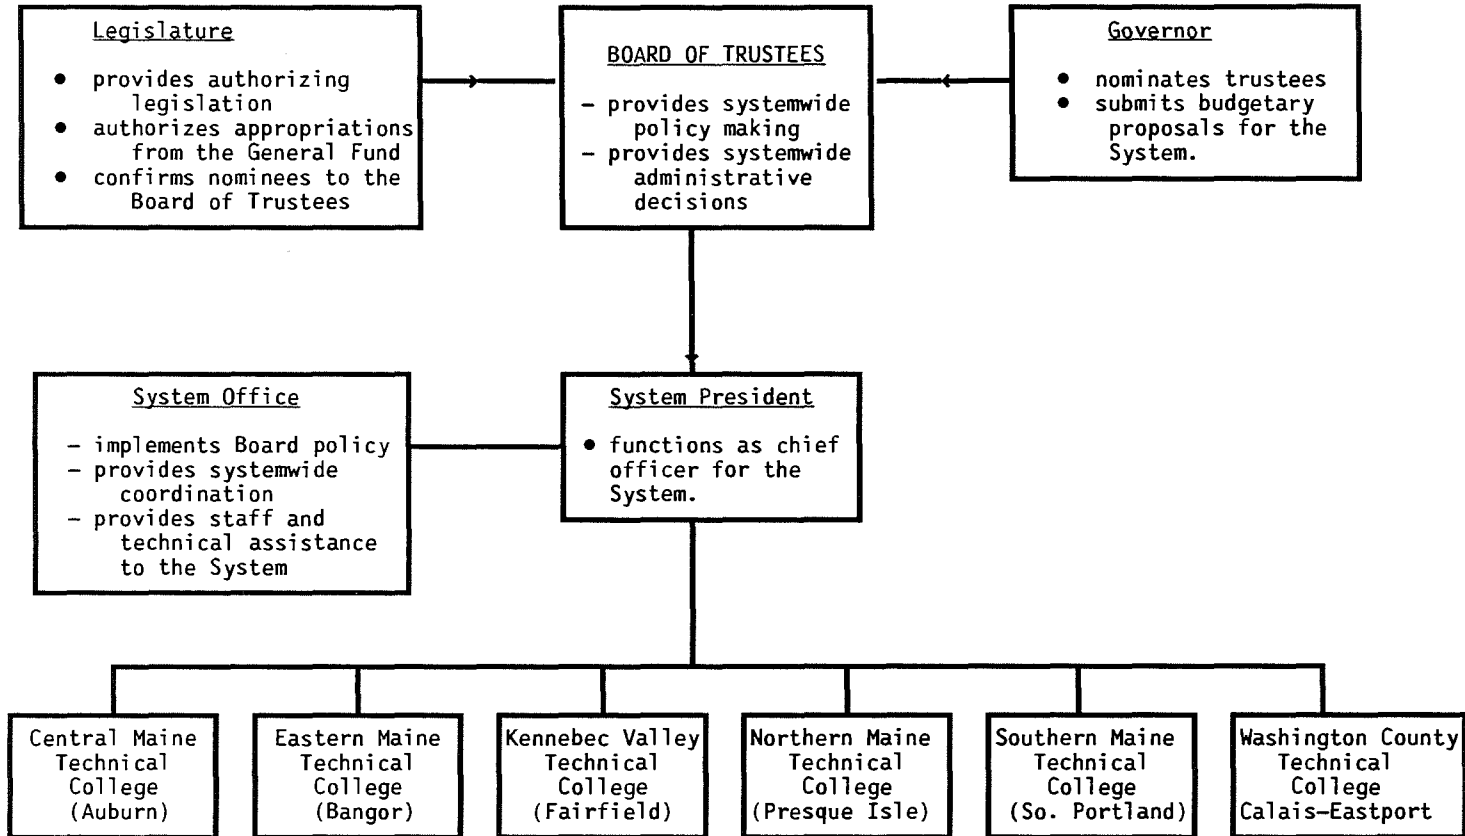 Legislature
● provides authorizing
legislation
● authorizes appropriations
from the General Fund
● confirms nominees to the
Board of Trustees
BOARD OF TRUSTEES
– provides systemwide
policy making
– provides systemwide
administrative
decisions
Governor
● nominates trustees
● submits budgetary
proposals for the
System.
System Office
– implements Board policy
– provides systemwide
coordination
– provides staff and
technical assistance
to the System
System President
● functions as chief
officer for the
System.
Central Maine
Technical
College
(Auburn)
Eastern Maine
Technical
College
(Bangor)
Kennebec Valley
Technical
College
(Fairfield)
Northern Maine
Technical
College
(Presque Isle)
Southern Maine
Technical
College
(So. Portland)
Washington County
Technical
College
Calais–Eastport